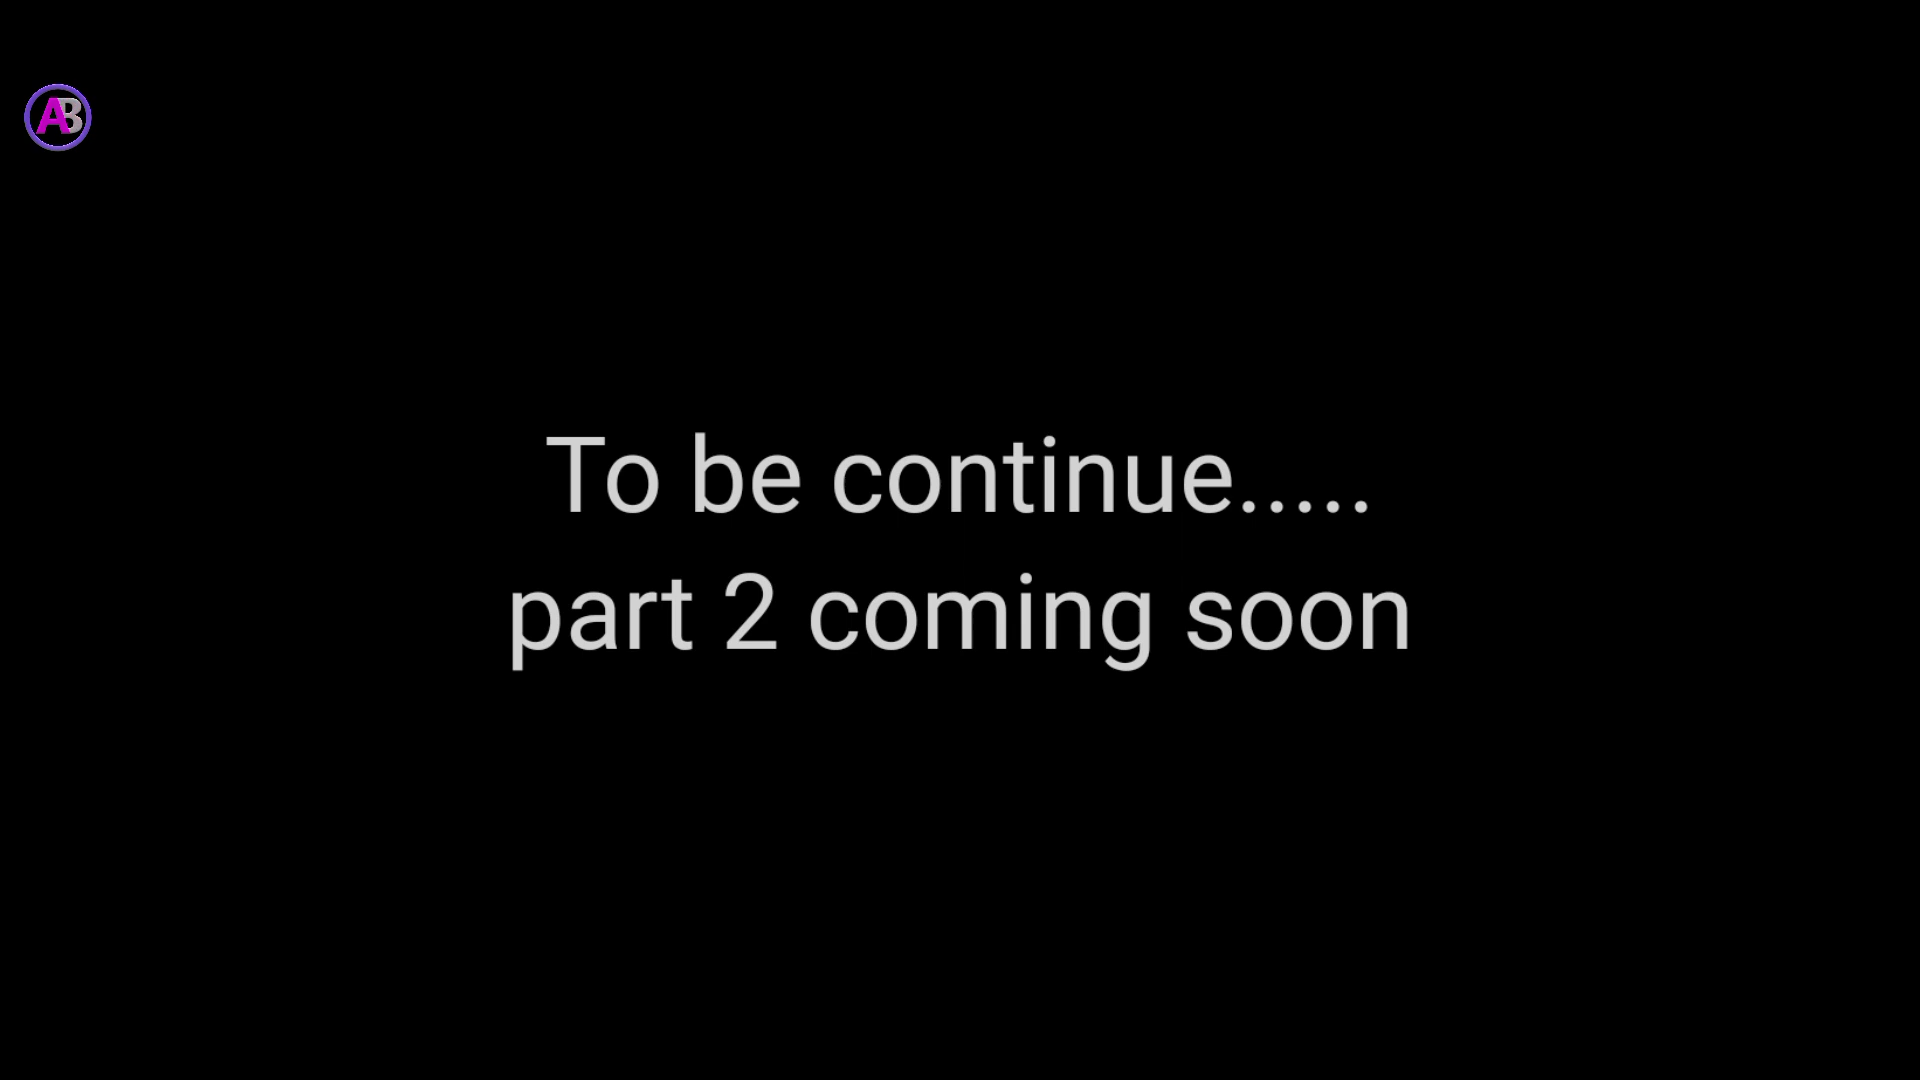 AB
To be continue.....
part 2 coming soon